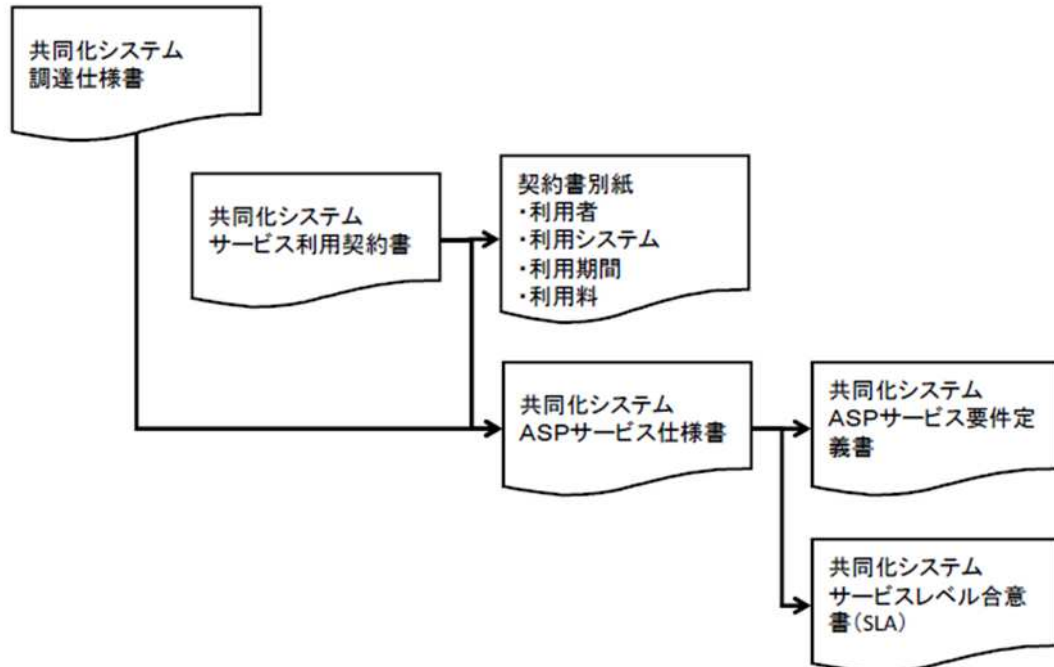 共同化システム
調達仕様書
共同化システム
サービス利用契約書
契約書別紙
・利用者
・利用システム
・利用期間
・利用料
共同化システム
ASPサービス仕様書
共同化システム
ASPサービス要件定
義書
共同化システム
サービスレベル合意
書(SLA)